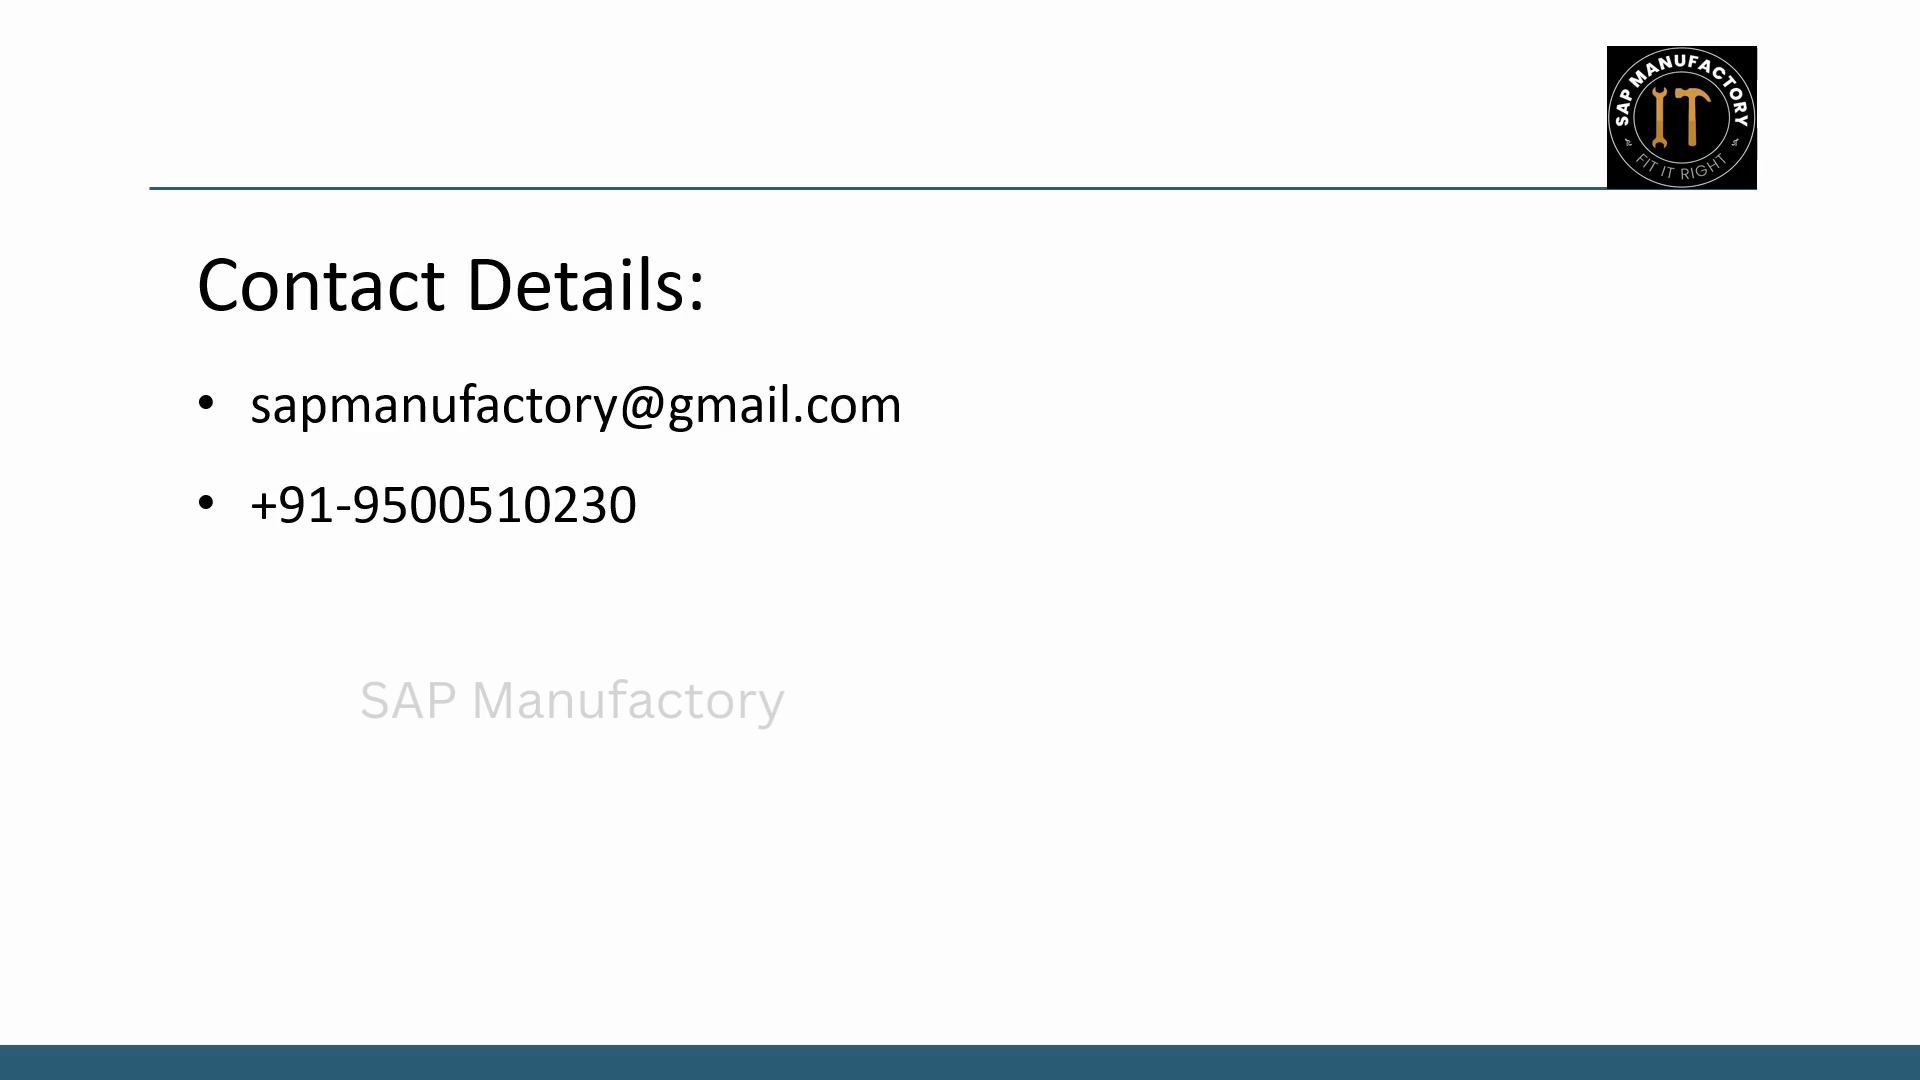 SAP MANUFACTORY
IT
FIT IT RIGHT
Contact Details:
• sapmanufactory@gmail.com
• +91-9500510230
SAP Manufactory